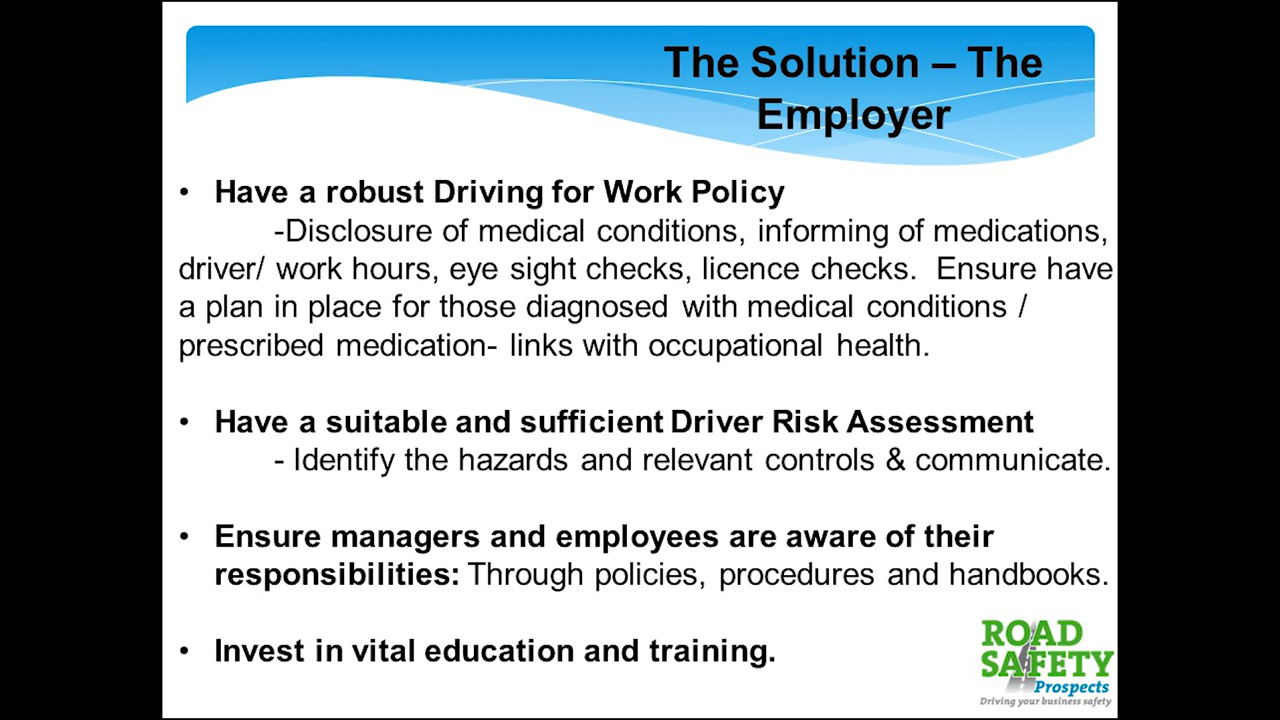 The Solution – The
Employer
• Have a robust Driving for Work Policy
-Disclosure of medical conditions, informing of medications,
driver/ work hours, eye sight checks, licence checks. Ensure have
a plan in place for those diagnosed with medical conditions /
prescribed medication- links with occupational health.
• Have a suitable and sufficient Driver Risk Assessment
- Identify the hazards and relevant controls & communicate.
• Ensure managers and employees are aware of their
responsibilities: Through policies, procedures and handbooks.
• Invest in vital education and training.
ROAD
SAFETY
Prospects
Driving your business safety